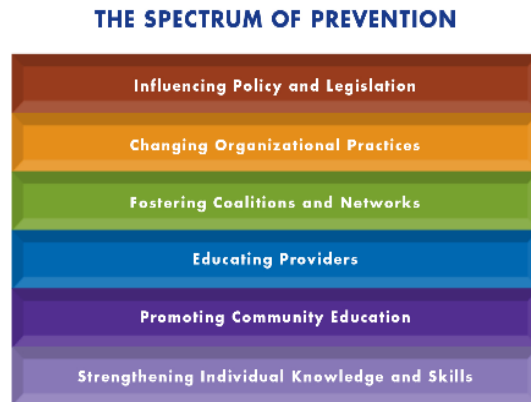 THE SPECTRUM OF PREVENTION
Influencing Policy and Legislation
Changing Organizational Practices
Fostering Coalitions and Networks
Educating Providers
Promoting Community Education
Strengthening Individual Knowledge and Skills